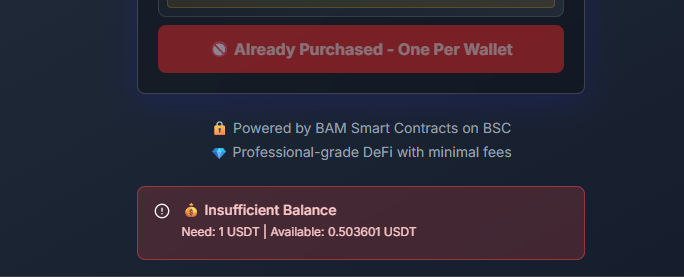 🚫 Already Purchased - One Per Wallet
🔒 Powered by BAM Smart Contracts on BSC
💎 Professional-grade DeFi with minimal fees
💰 Insufficient Balance
Need: 1 USDT | Available: 0.503601 USDT